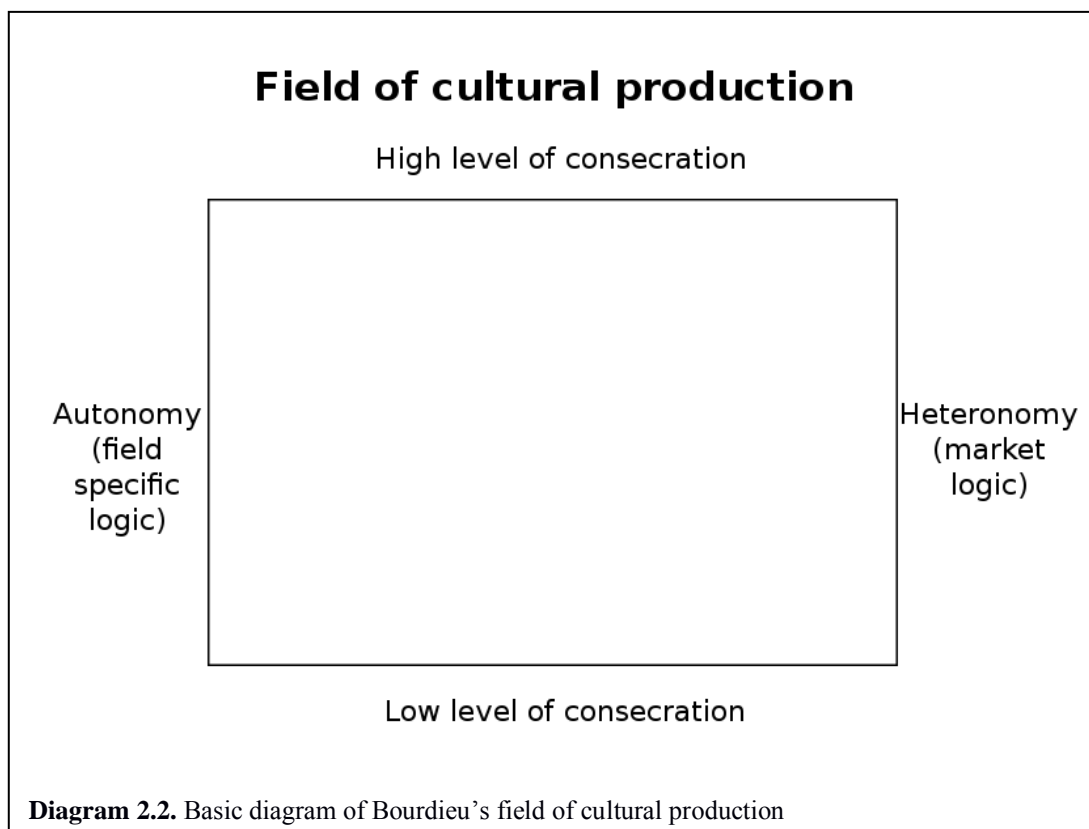 Field of cultural production
High level of consecration
Autonomy
(field
specific
logic)
Heteronomy
(market
logic)
Low level of consecration
Diagram 2.2. Basic diagram of Bourdieu’s field of cultural production